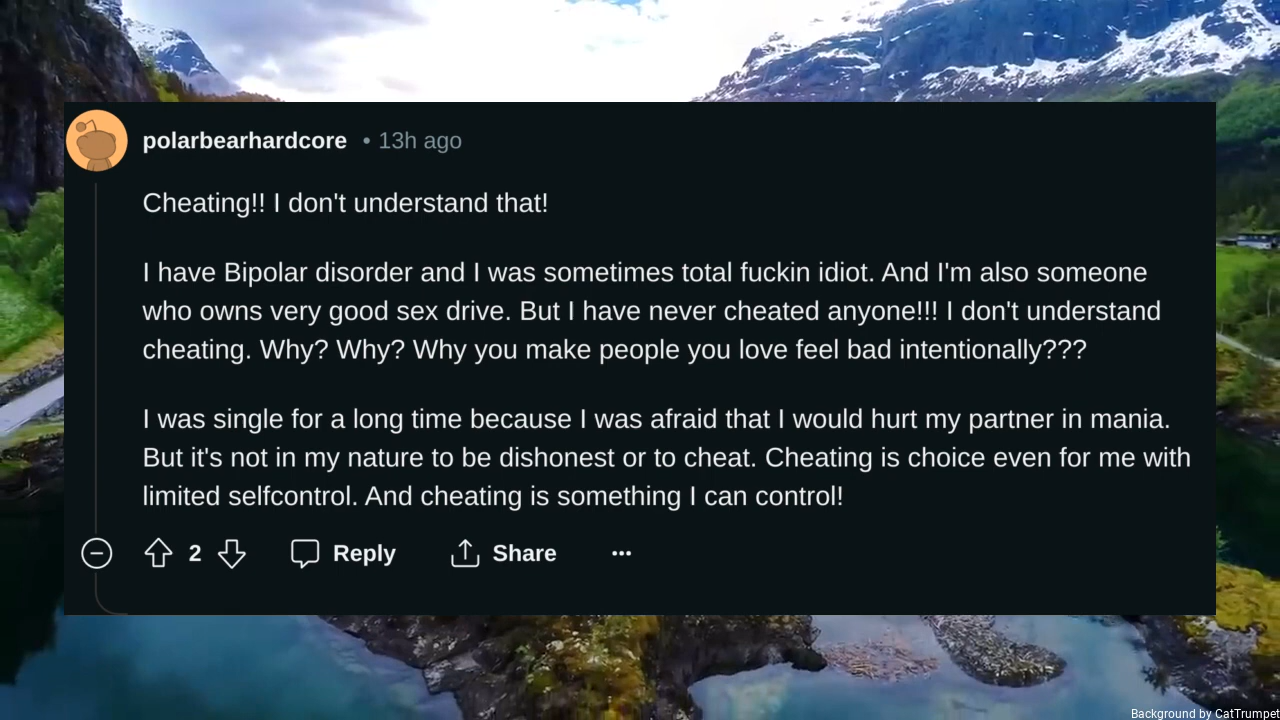 polarbearhardcore • 13h ago
Cheating!! I don't understand that!
I have Bipolar disorder and I was sometimes total fuckin idiot. And I'm also someone
who owns very good sex drive. But I have never cheated anyone!!! I don't understand
cheating. Why? Why? Why you make people you love feel bad intentionally???
I was single for a long time because I was afraid that I would hurt my partner in mania.
But it's not in my nature to be dishonest or to cheat. Cheating is choice even for me with
limited selfcontrol. And cheating is something I can control!
2 Reply Share ···
Background by CatTrumpet